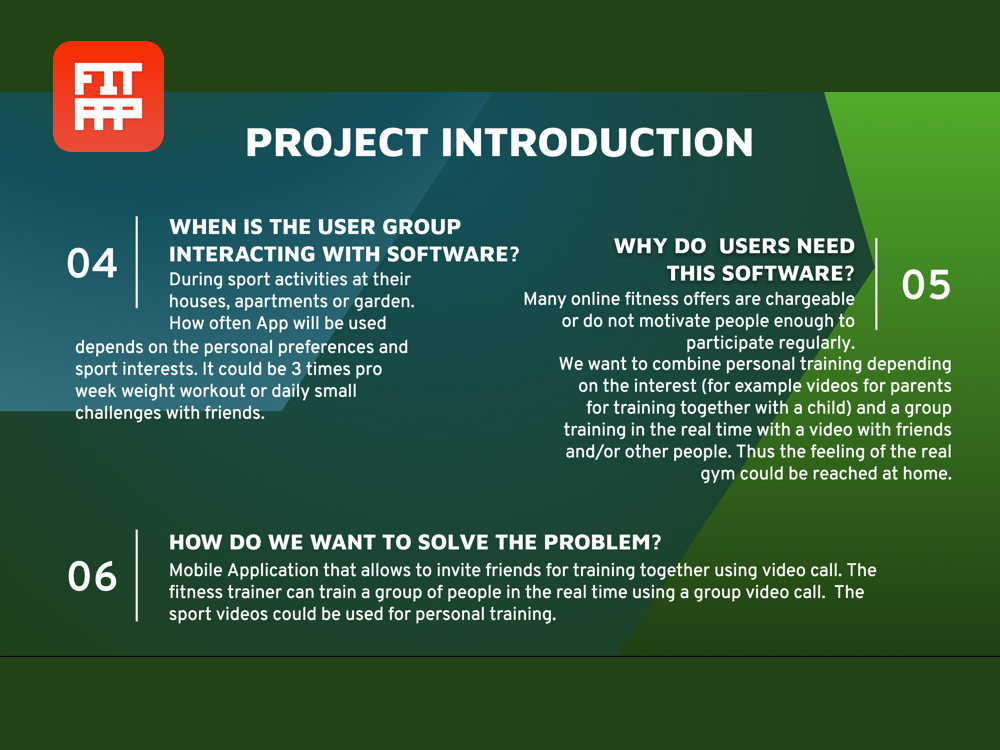 FIT
APP
PROJECT INTRODUCTION
04
WHEN IS THE USER GROUP
INTERACTING WITH SOFTWARE?
During sport activities at their
houses, apartments or garden.
How often App will be used
depends on the personal preferences and
sport interests. It could be 3 times pro
week weight workout or daily small
challenges with friends.
WHY DO  USERS NEED
THIS SOFTWARE?
05
Many online fitness offers are chargeable
or do not motivate people enough to
participate regularly.
We want to combine personal training depending
on the interest (for example videos for parents
for training together with a child) and a group
training in the real time with a video with friends
and/or other people. Thus the feeling of the real
gym could be reached at home.
06
HOW DO WE WANT TO SOLVE THE PROBLEM?
Mobile Application that allows to invite friends for training together using video call. The
fitness trainer can train a group of people in the real time using a group video call.  The
sport videos could be used for personal training.